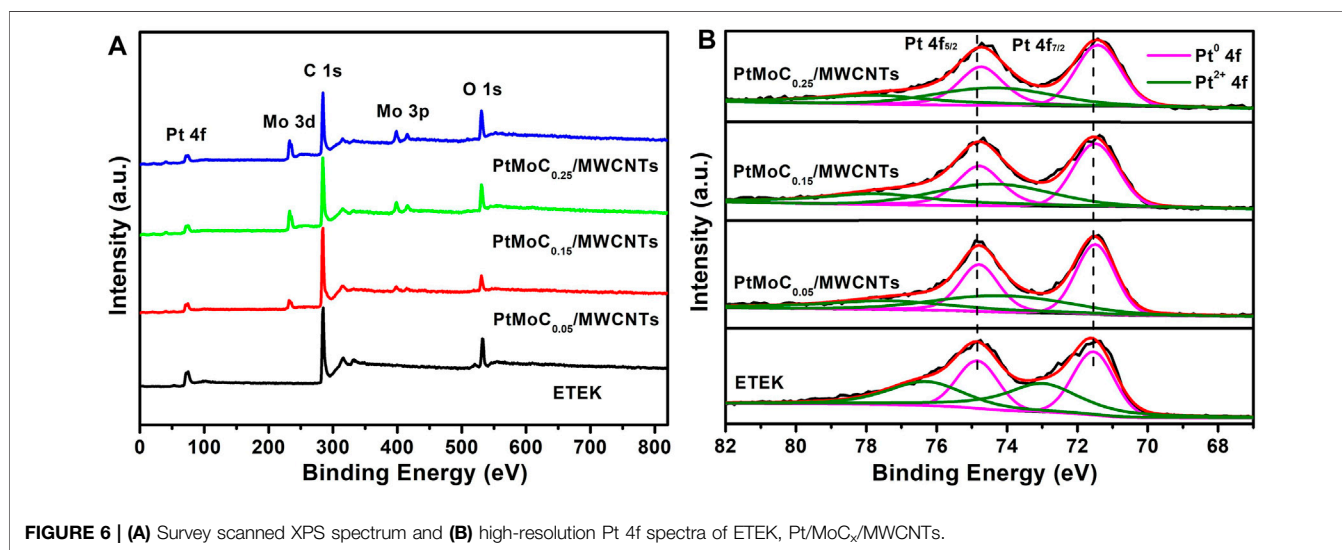 A
Intensity (a.u.)
Pt 4f
Mo 3d
C 1s
Mo 3p
O 1s
PtMoC0.25/MWCNTs
PtMoC0.15/MWCNTs
PtMoC0.05/MWCNTs
ETEK
0 100 200 300 400 500 600 700 800
Binding Energy (eV)
B
Intensity (a.u.)
Pt 4f5/2
Pt 4f7/2
Pt0 4f
Pt2+ 4f
PtMoC0.25/MWCNTs
PtMoC0.15/MWCNTs
PtMoC0.05/MWCNTs
ETEK
82 80 78 76 74 72 70 68
Binding Energy (eV)
FIGURE 6 | (A) Survey scanned XPS spectrum and (B) high-resolution Pt 4f spectra of ETEK, Pt/MoCx/MWCNTs.